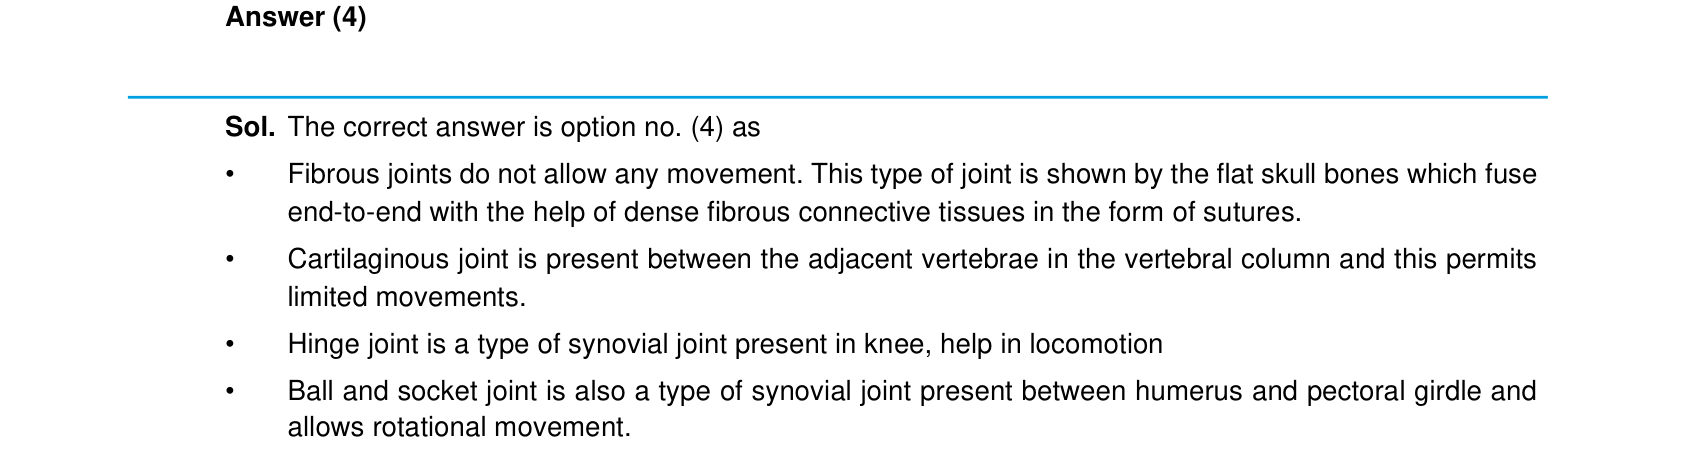 Answer (4)
Sol. The correct answer is option no. (4) as
• Fibrous joints do not allow any movement. This type of joint is shown by the flat skull bones which fuse
end-to-end with the help of dense fibrous connective tissues in the form of sutures.
• Cartilaginous joint is present between the adjacent vertebrae in the vertebral column and this permits
limited movements.
• Hinge joint is a type of synovial joint present in knee, help in locomotion
• Ball and socket joint is also a type of synovial joint present between humerus and pectoral girdle and
allows rotational movement.